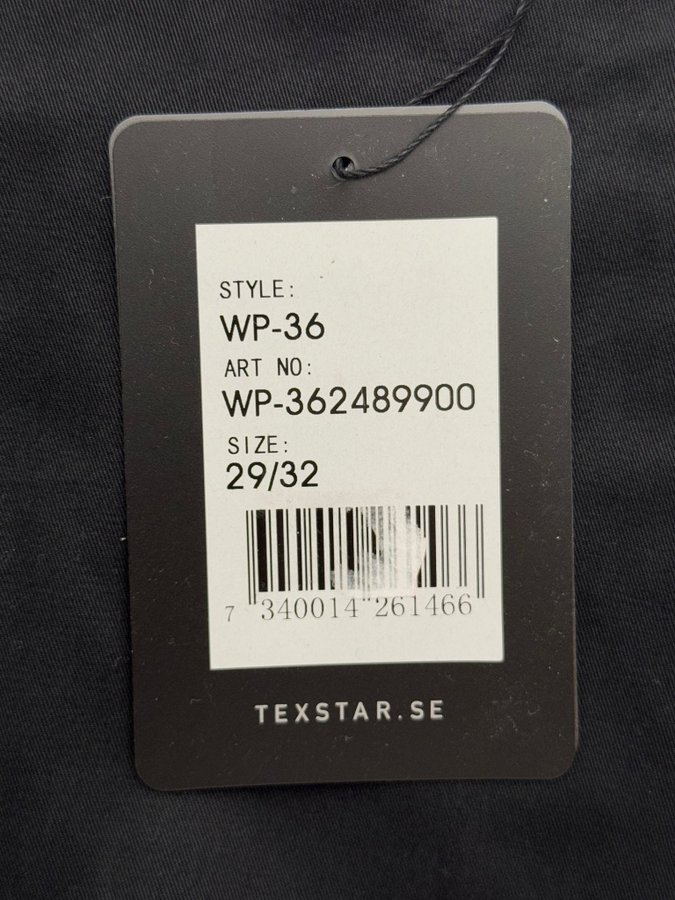 STYLE:
WP-36
ART NO:
WP-362489900
SIZE:
29/32
7 340014 261466
TEXSTAR.SE